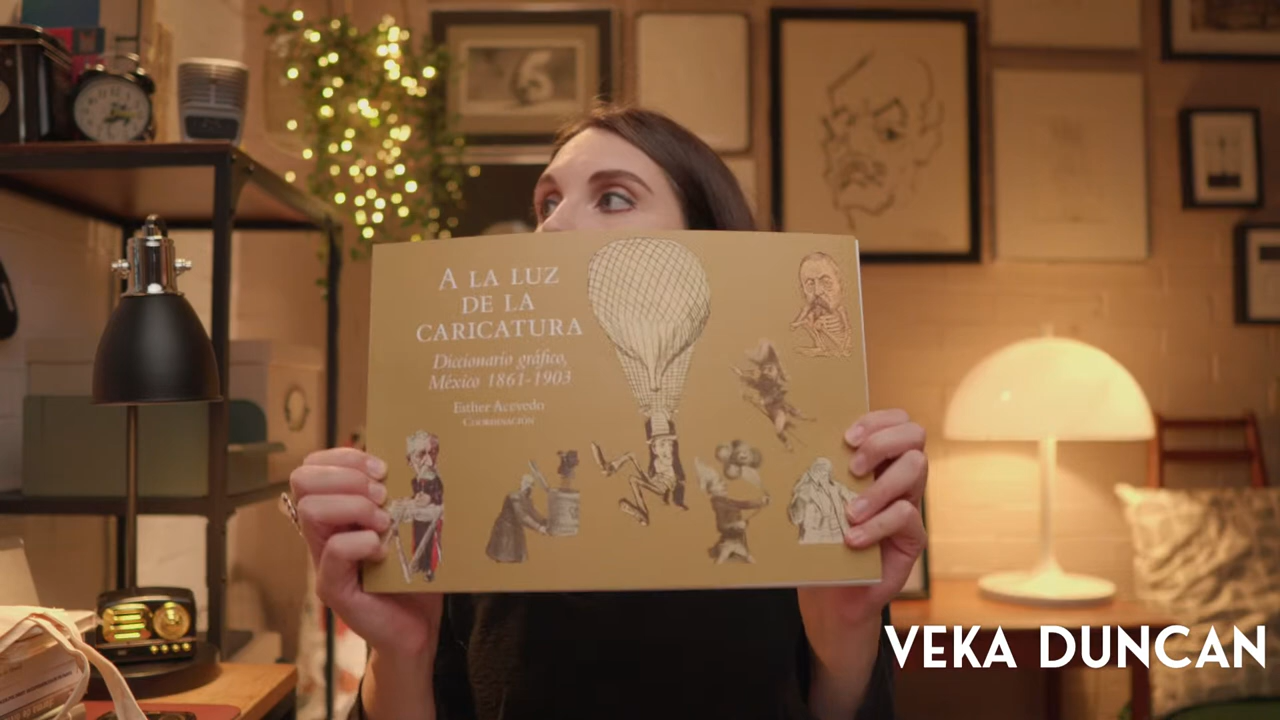 A LA LUZ
DE LA
CARICATURA
Diccionario gráfico,
México 1861-1903
Esther Acevedo
COORDINACIÓN
VEKA DUNCAN